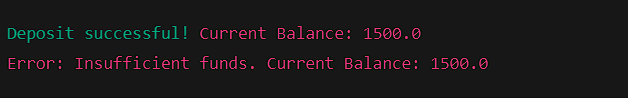 Deposit successful! Current Balance: 1500.0
Error: Insufficient funds. Current Balance: 1500.0